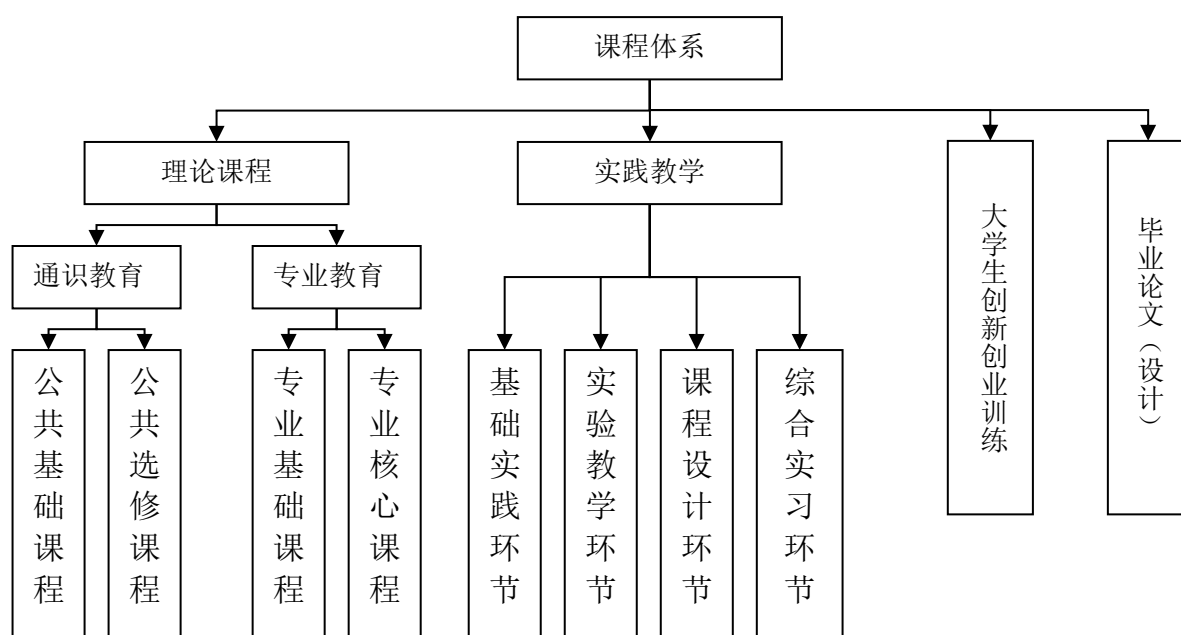 课程体系
理论课程
实践教学
大学生创新创业训练
毕业论文（设计）
通识教育
专业教育
公共基础课程
公共选修课程
专业基础课程
专业核心课程
基础实践环节
实验教学环节
课程设计环节
综合实习环节